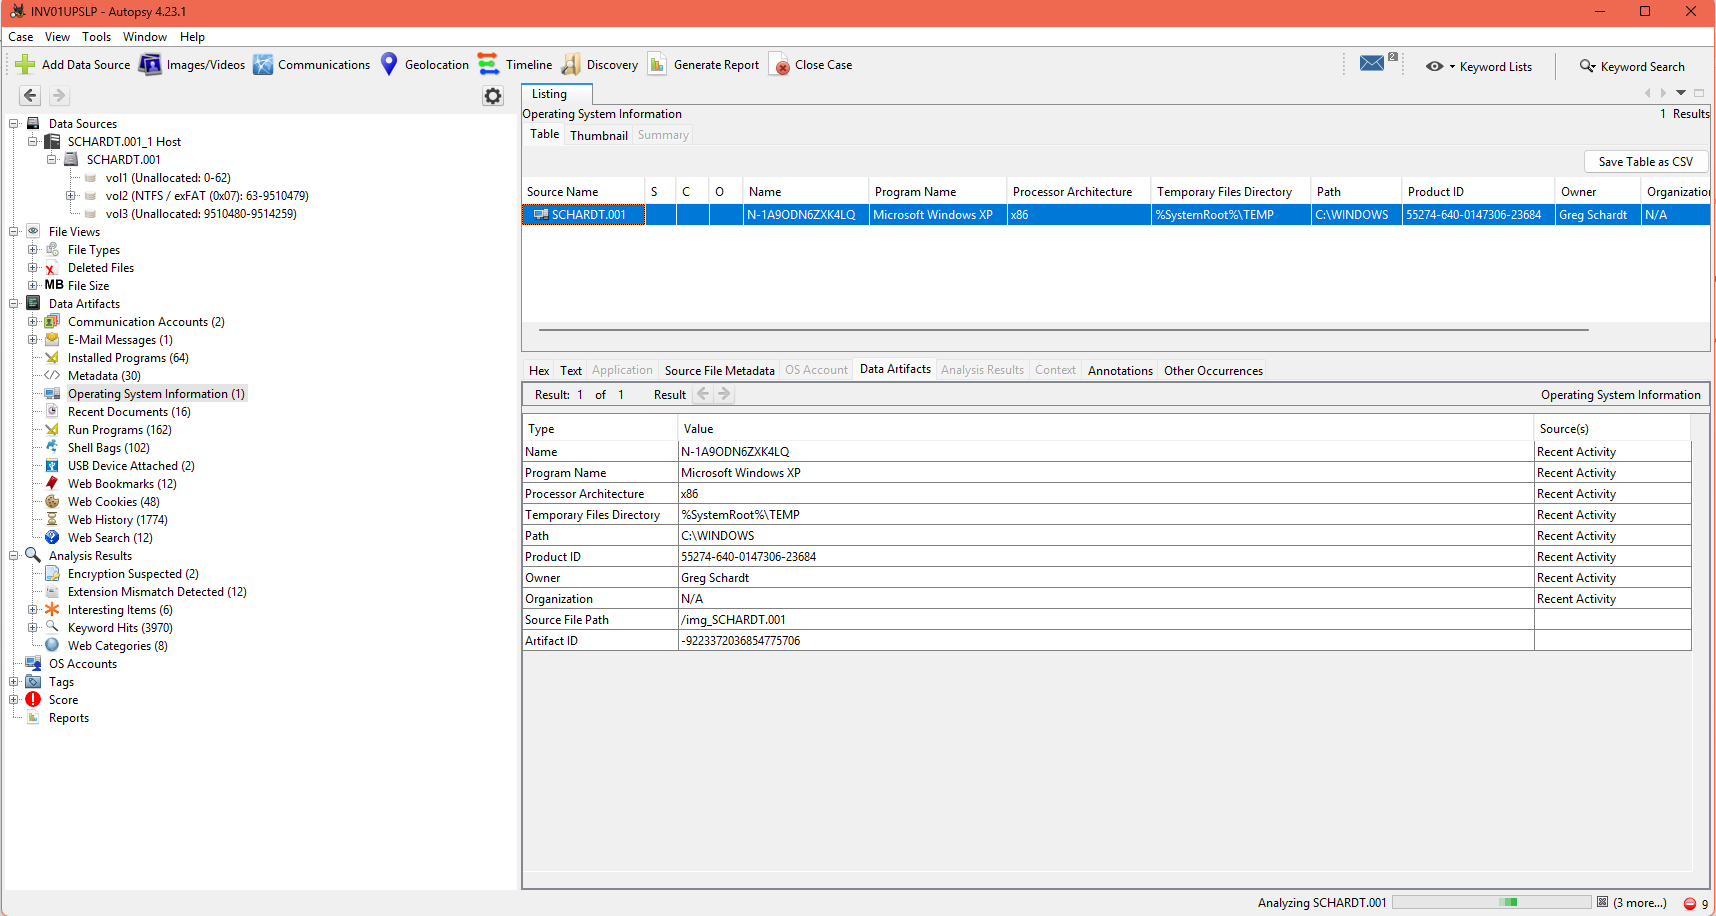 INV01UPSLP - Autopsy 4.23.1
Case View Tools Window Help
Add Data Source Images/Videos Communications Geolocation Timeline Discovery Generate Report Close Case 2 Keyword Lists Keyword Search
Data Sources
SCHARDT.001_1 Host
SCHARDT.001
vol1 (Unallocated: 0-62)
vol2 (NTFS / exFAT (0x07): 63-9510479)
vol3 (Unallocated: 9510480-9514259)
File Views
File Types
Deleted Files
MB File Size
Data Artifacts
Communication Accounts (2)
E-Mail Messages (1)
Installed Programs (64)
Metadata (30)
Operating System Information (1)
Recent Documents (16)
Run Programs (162)
Shell Bags (102)
USB Device Attached (2)
Web Bookmarks (12)
Web Cookies (48)
Web History (1774)
Web Search (12)
Analysis Results
Encryption Suspected (2)
Extension Mismatch Detected (12)
Interesting Items (6)
Keyword Hits (3970)
Web Categories (8)
OS Accounts
Tags
Score
Reports
Listing
Operating System Information 1 Results
Table Thumbnail Summary
Save Table as CSV
Source Name S C O Name Program Name Processor Architecture Temporary Files Directory Path Product ID Owner Organization
SCHARDT.001 N-1A9ODN6ZXK4LQ Microsoft Windows XP x86 %SystemRoot%\TEMP C:\WINDOWS 55274-640-0147306-23684 Greg Schardt N/A
Hex Text Application Source File Metadata OS Account Data Artifacts Analysis Results Context Annotations Other Occurrences
Result: 1 of 1 Result Operating System Information
Type Value Source(s)
Name N-1A9ODN6ZXK4LQ Recent Activity
Program Name Microsoft Windows XP Recent Activity
Processor Architecture x86 Recent Activity
Temporary Files Directory %SystemRoot%\TEMP Recent Activity
Path C:\WINDOWS Recent Activity
Product ID 55274-640-0147306-23684 Recent Activity
Owner Greg Schardt Recent Activity
Organization N/A Recent Activity
Source File Path /img_SCHARDT.001
Artifact ID -9223372036854775706
Analyzing SCHARDT.001 (3 more...) 9